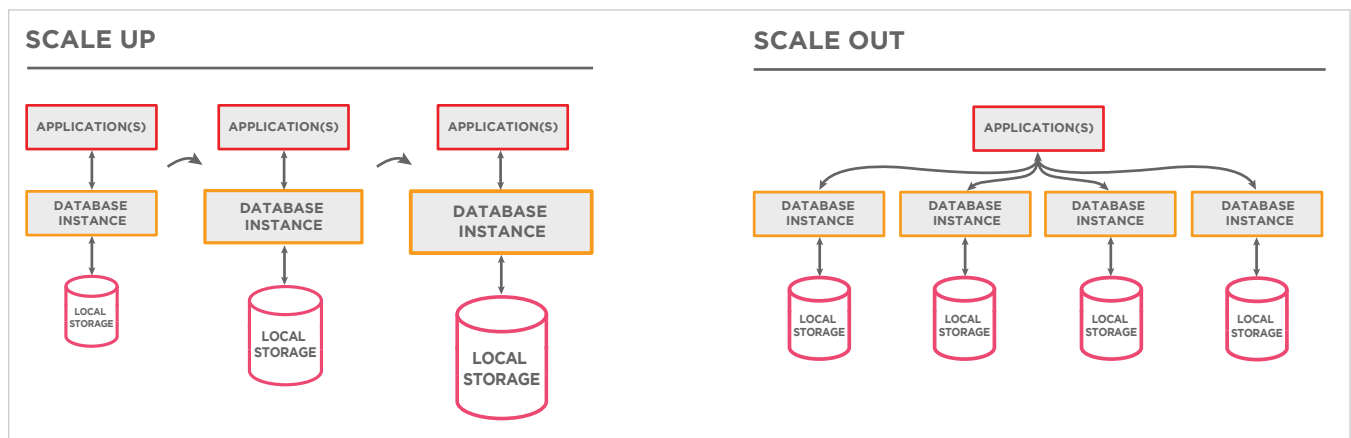 SCALE UP
APPLICATION(S)
DATABASE
INSTANCE
LOCAL
STORAGE
APPLICATION(S)
DATABASE
INSTANCE
LOCAL
STORAGE
APPLICATION(S)
DATABASE
INSTANCE
LOCAL
STORAGE
SCALE OUT
APPLICATION(S)
DATABASE
INSTANCE
LOCAL
STORAGE
DATABASE
INSTANCE
LOCAL
STORAGE
DATABASE
INSTANCE
LOCAL
STORAGE
DATABASE
INSTANCE
LOCAL
STORAGE